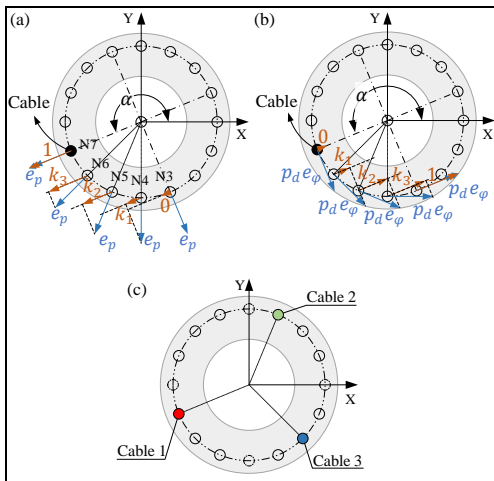 (a)
Y
X
α
Cable
1
N7
N6
N5
N4
N3
e_p
k_3
k_2
k_1
0
e_p
e_p
e_p
e_p
(b)
Y
X
α
Cable
0
k_1
k_2
k_3
1
p_d e_φ
p_d e_φ
p_d e_φ
p_d e_φ
p_d e_φ
(c)
Y
X
Cable 2
Cable 1
Cable 3